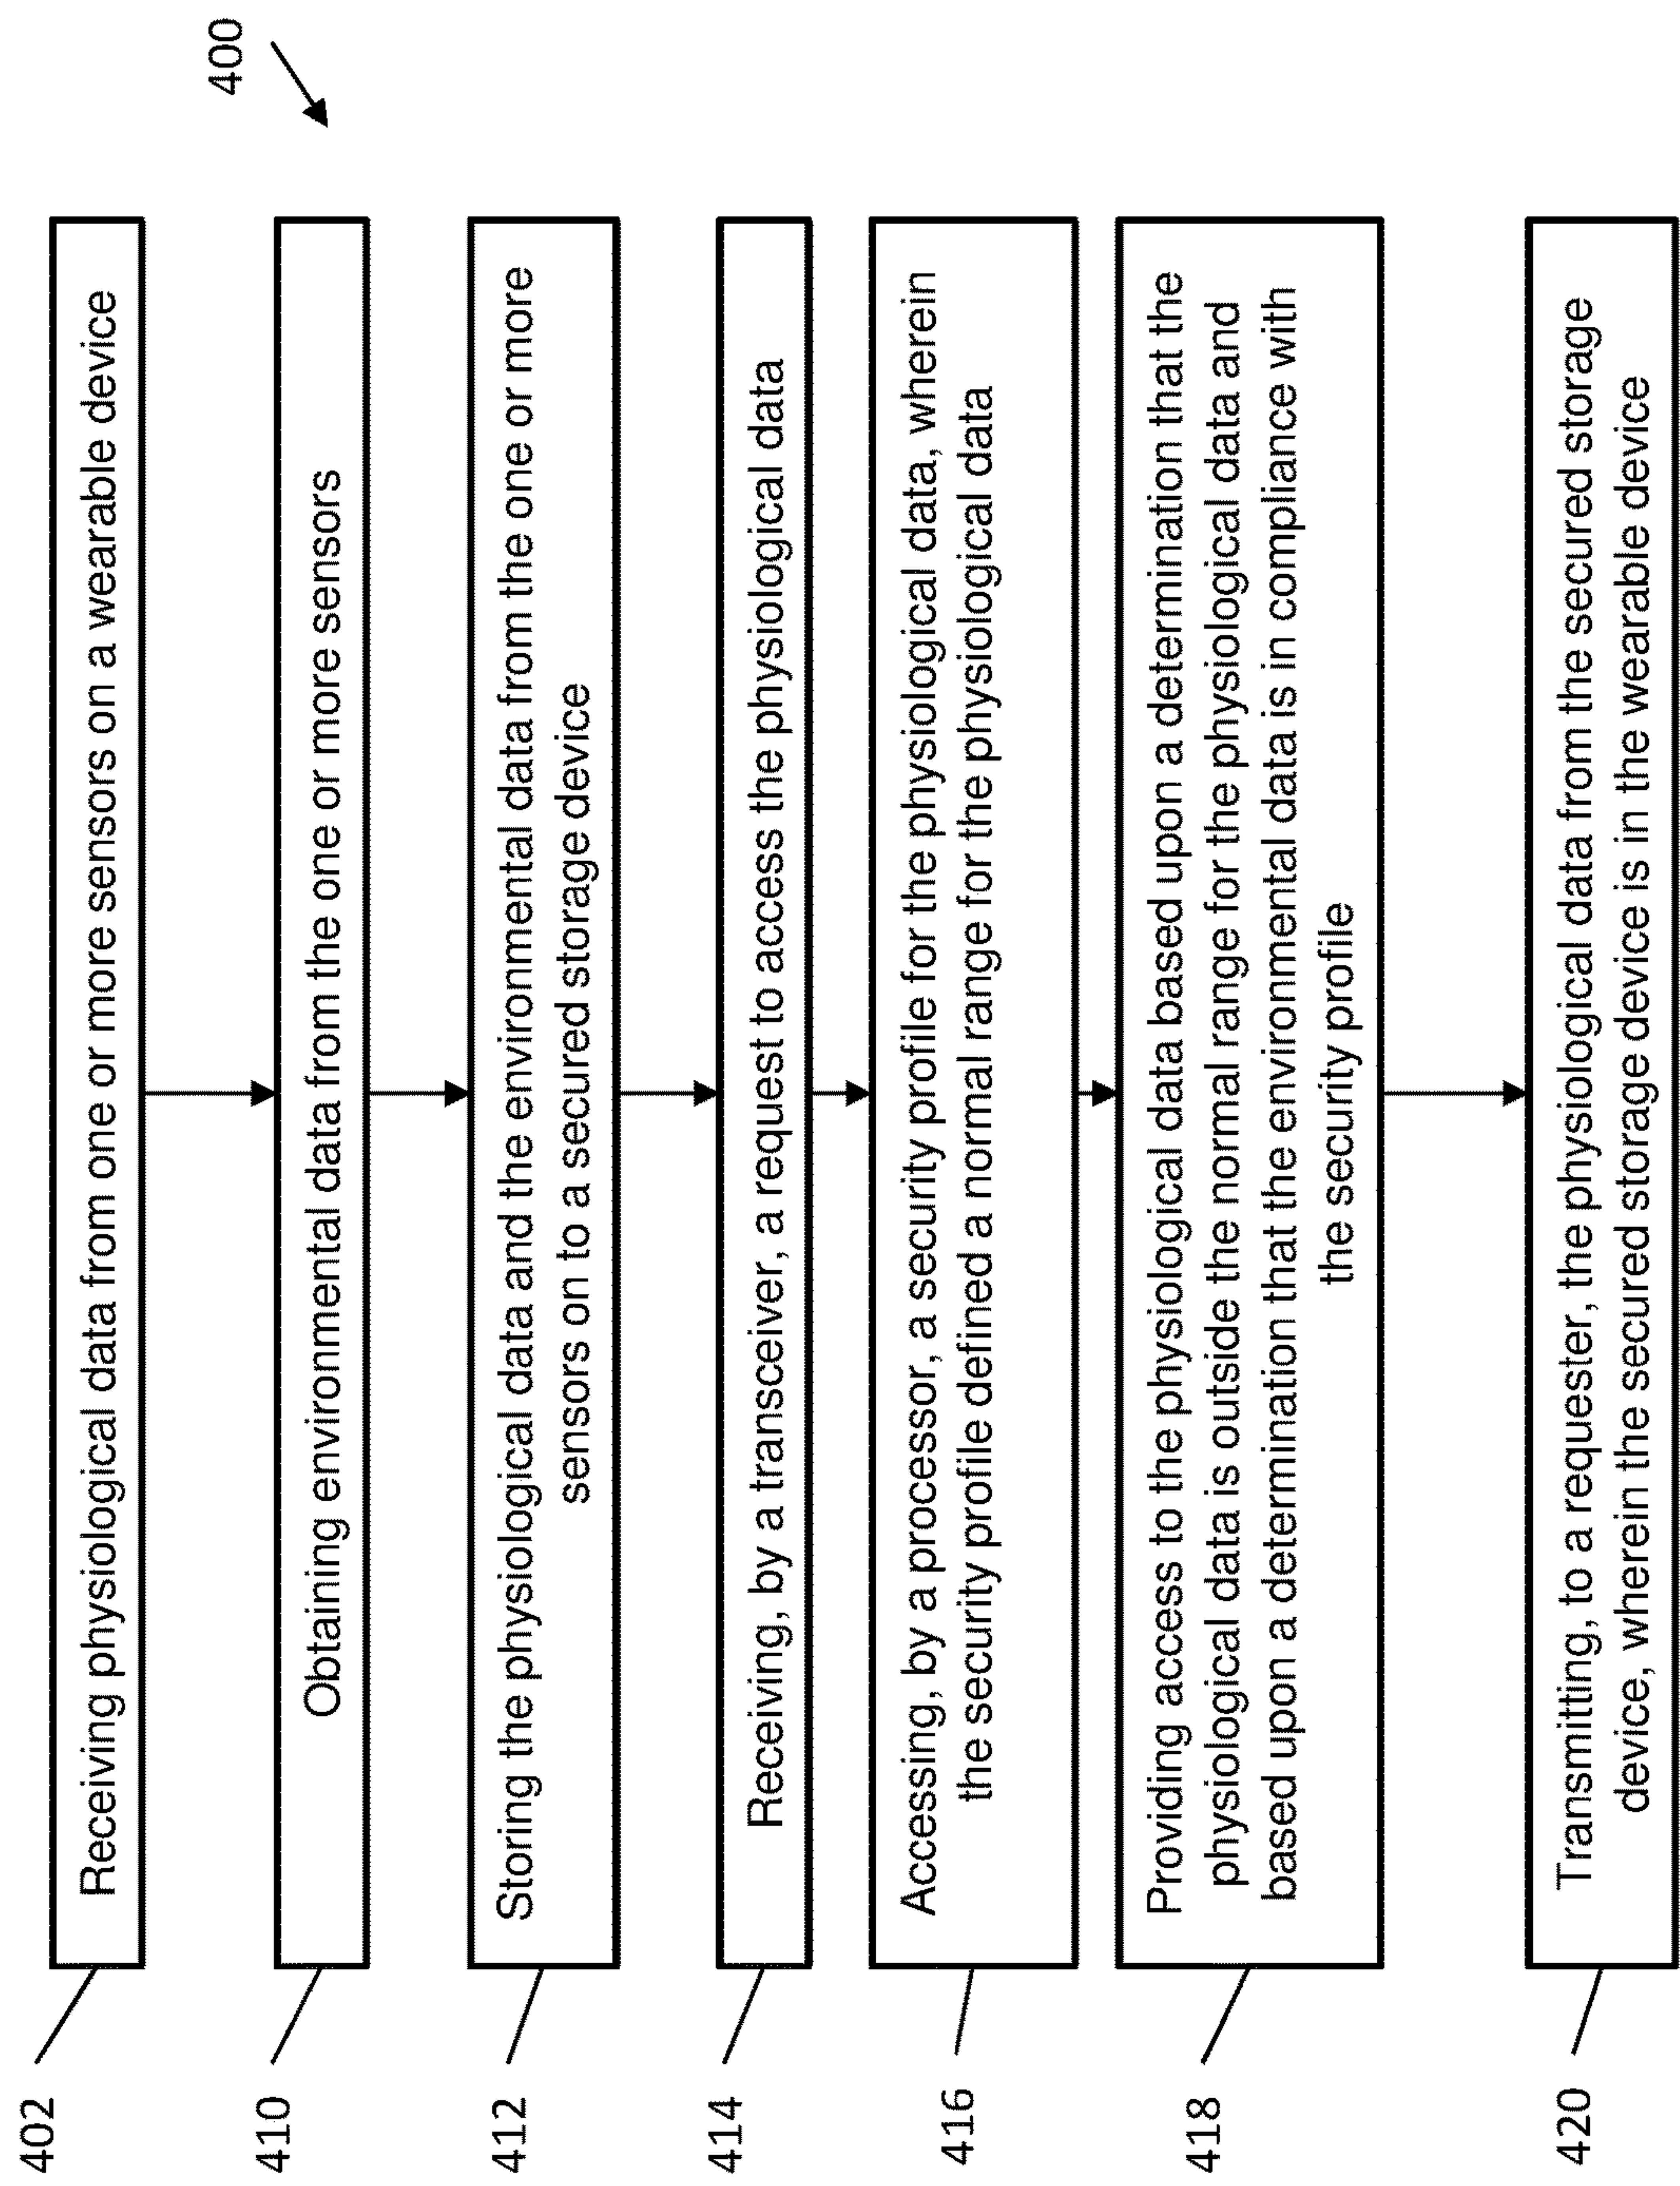 400
402
Receiving physiological data from one or more sensors on a wearable device
410
Obtaining environmental data from the one or more sensors
412
Storing the physiological data and the environmental data from the one or more
sensors on to a secured storage device
414
Receiving, by a transceiver, a request to access the physiological data
416
Accessing, by a processor, a security profile for the physiological data, wherein
the security profile defined a normal range for the physiological data
418
Providing access to the physiological data based upon a determination that the
physiological data is outside the normal range for the physiological data and
based upon a determination that the environmental data is in compliance with
the security profile
420
Transmitting, to a requester, the physiological data from the secured storage
device, wherein the secured storage device is in the wearable device